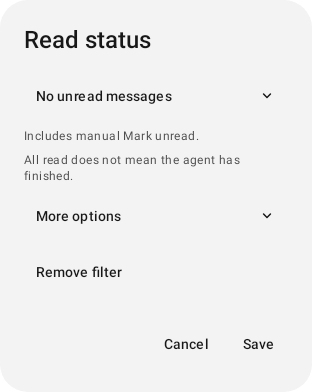 Read status
No unread messages
Includes manual Mark unread.
All read does not mean the agent has
finished.
More options
Remove filter
Cancel Save